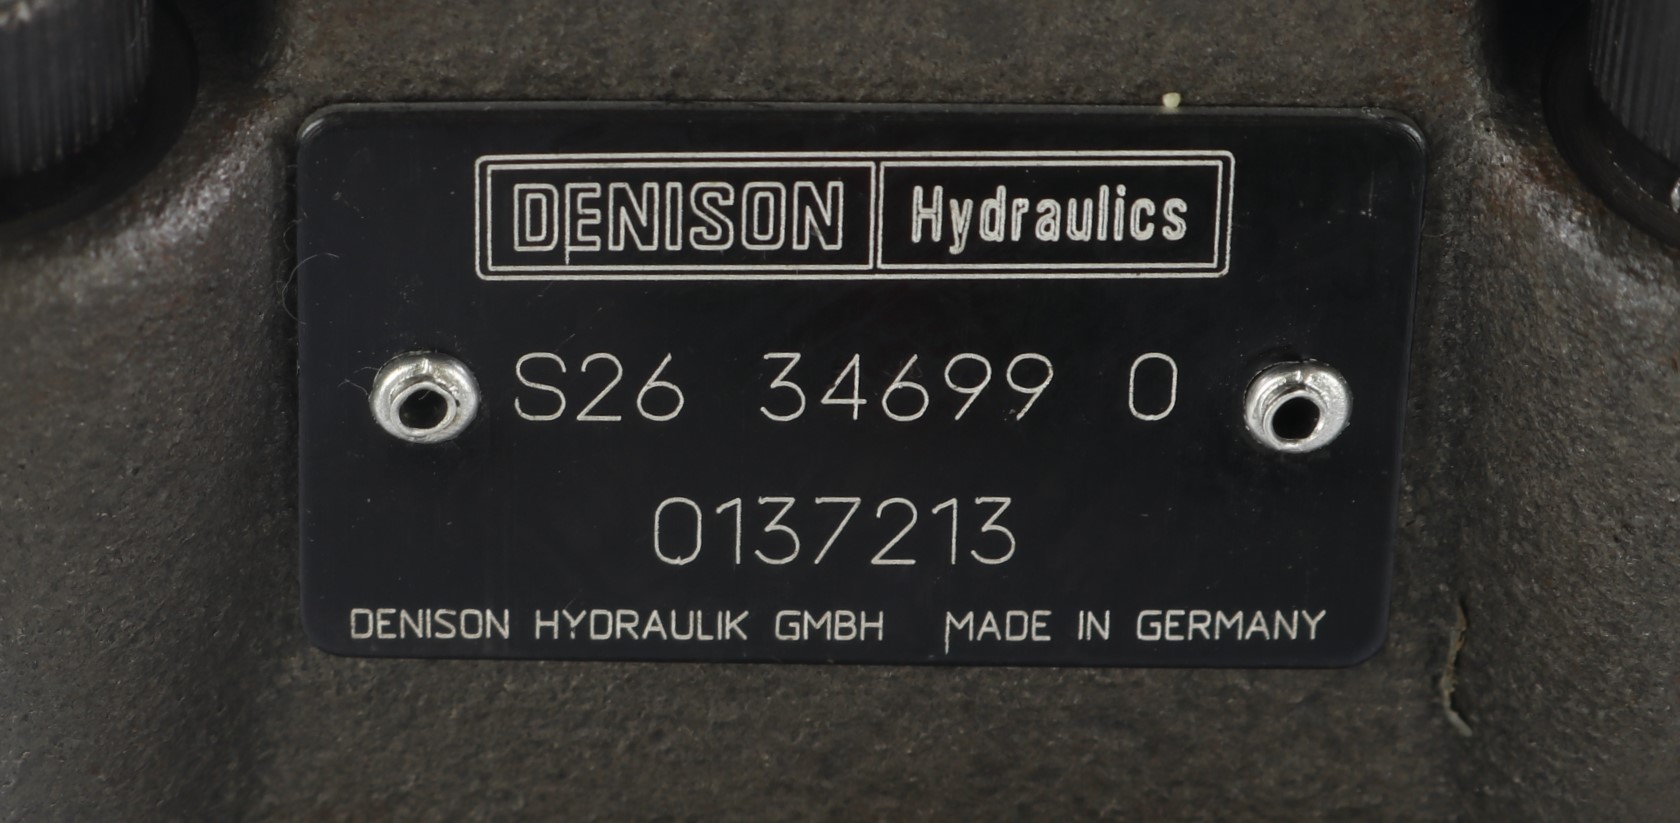 DENISON Hydraulics
S26 34699 0
0137213
DENISON HYDRAULIK GMBH MADE IN GERMANY